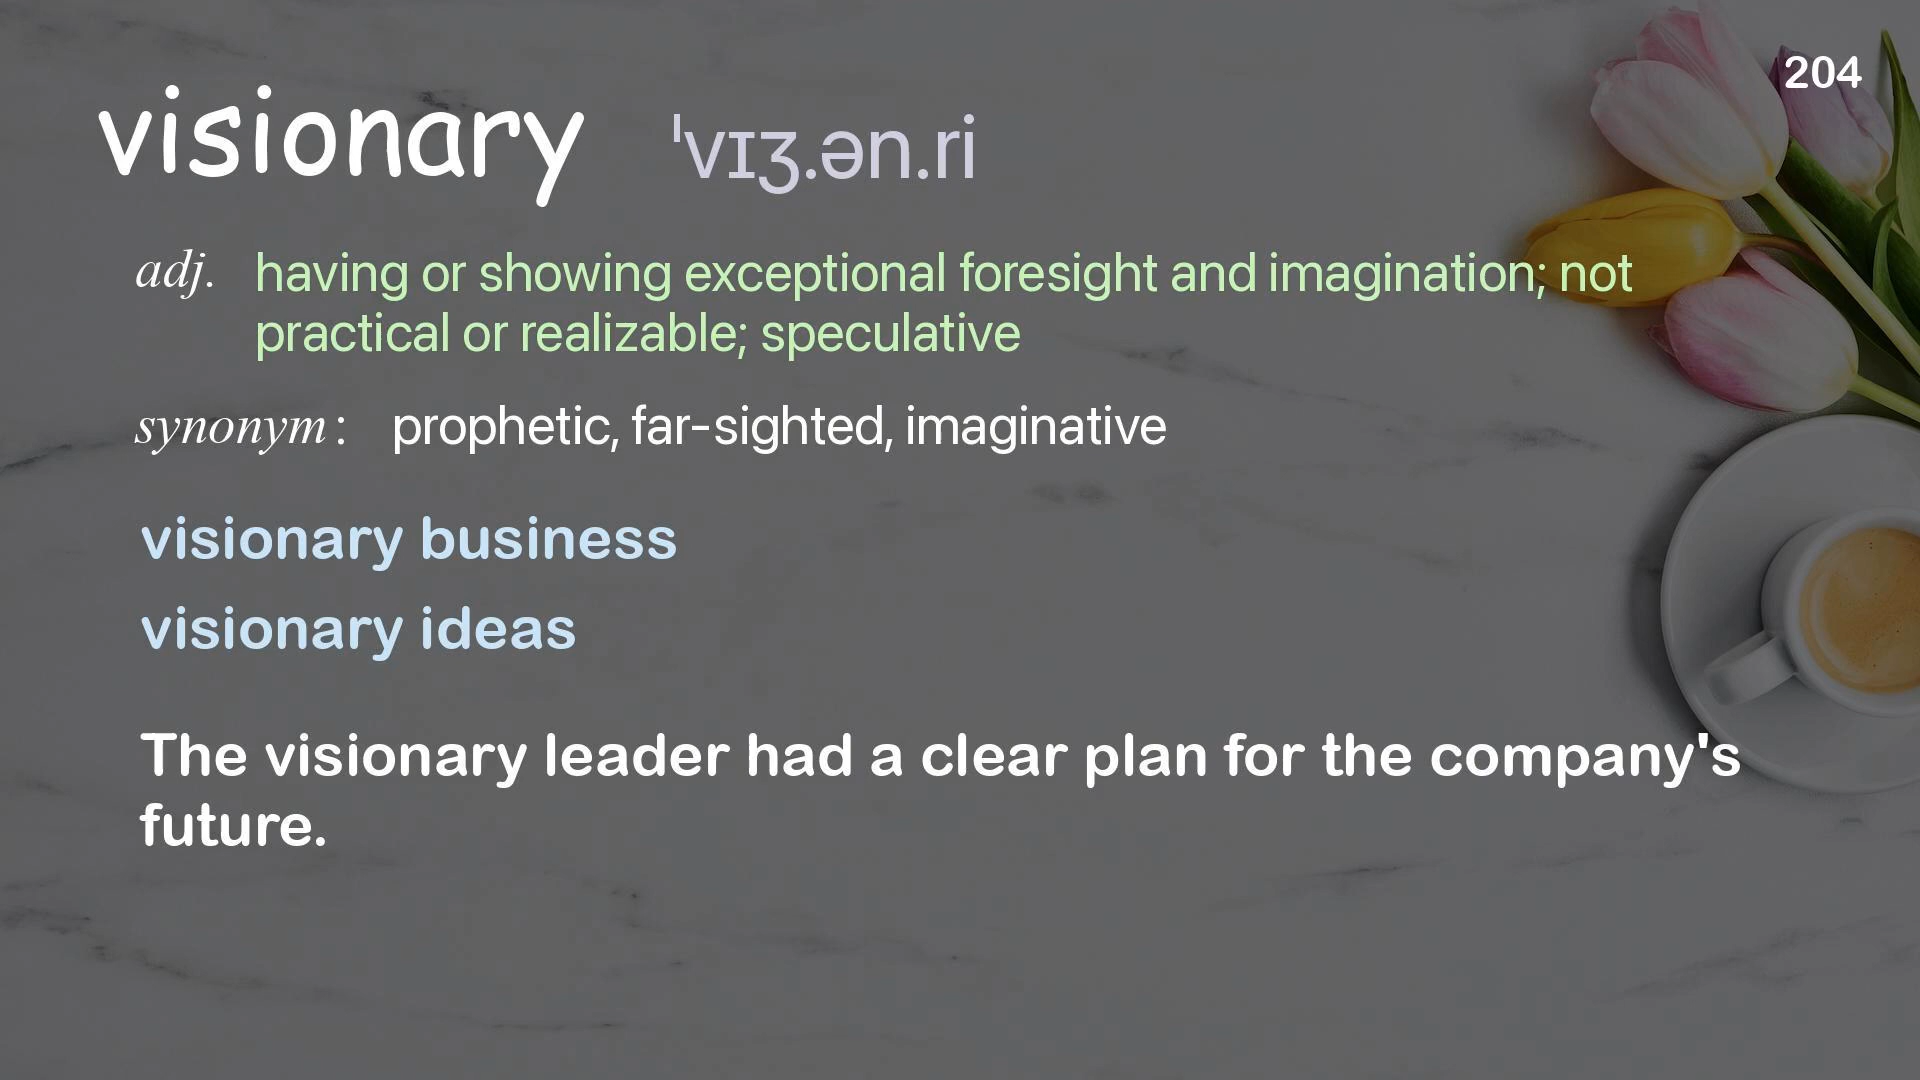 204
visionary ˈvɪʒ.ən.ri
adj. having or showing exceptional foresight and imagination; not
practical or realizable; speculative
synonym: prophetic, far-sighted, imaginative
visionary business
visionary ideas
The visionary leader had a clear plan for the company's
future.